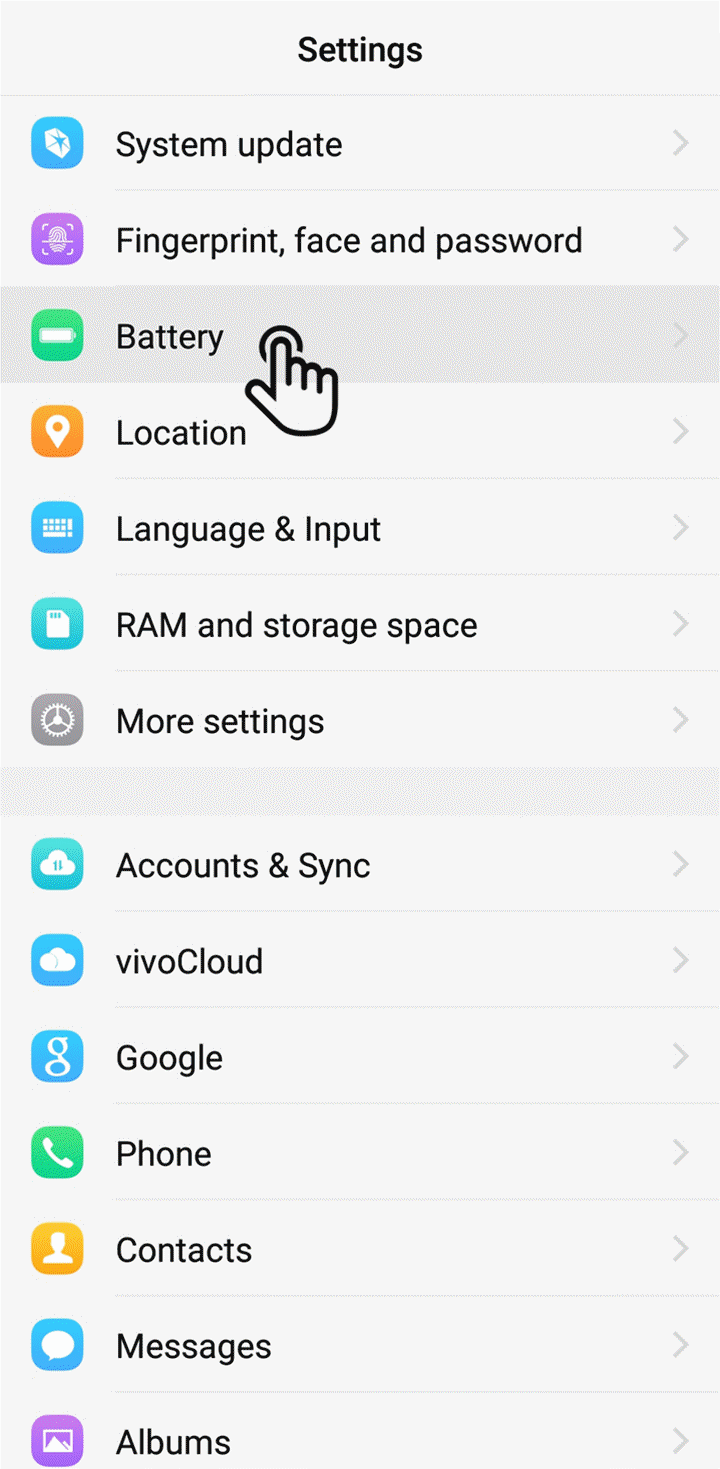 Settings
System update
Fingerprint, face and password
Battery
Location
Language & Input
RAM and storage space
More settings
Accounts & Sync
vivoCloud
Google
Phone
Contacts
Messages
Albums